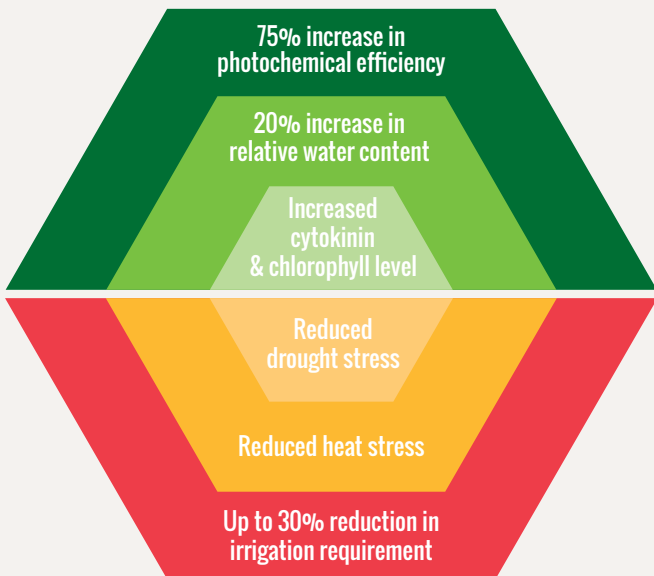 75% increase in
photochemical efficiency
20% increase in
relative water content
Increased
cytokinin
& chlorophyll level
Reduced
drought stress
Reduced heat stress
Up to 30% reduction in
irrigation requirement